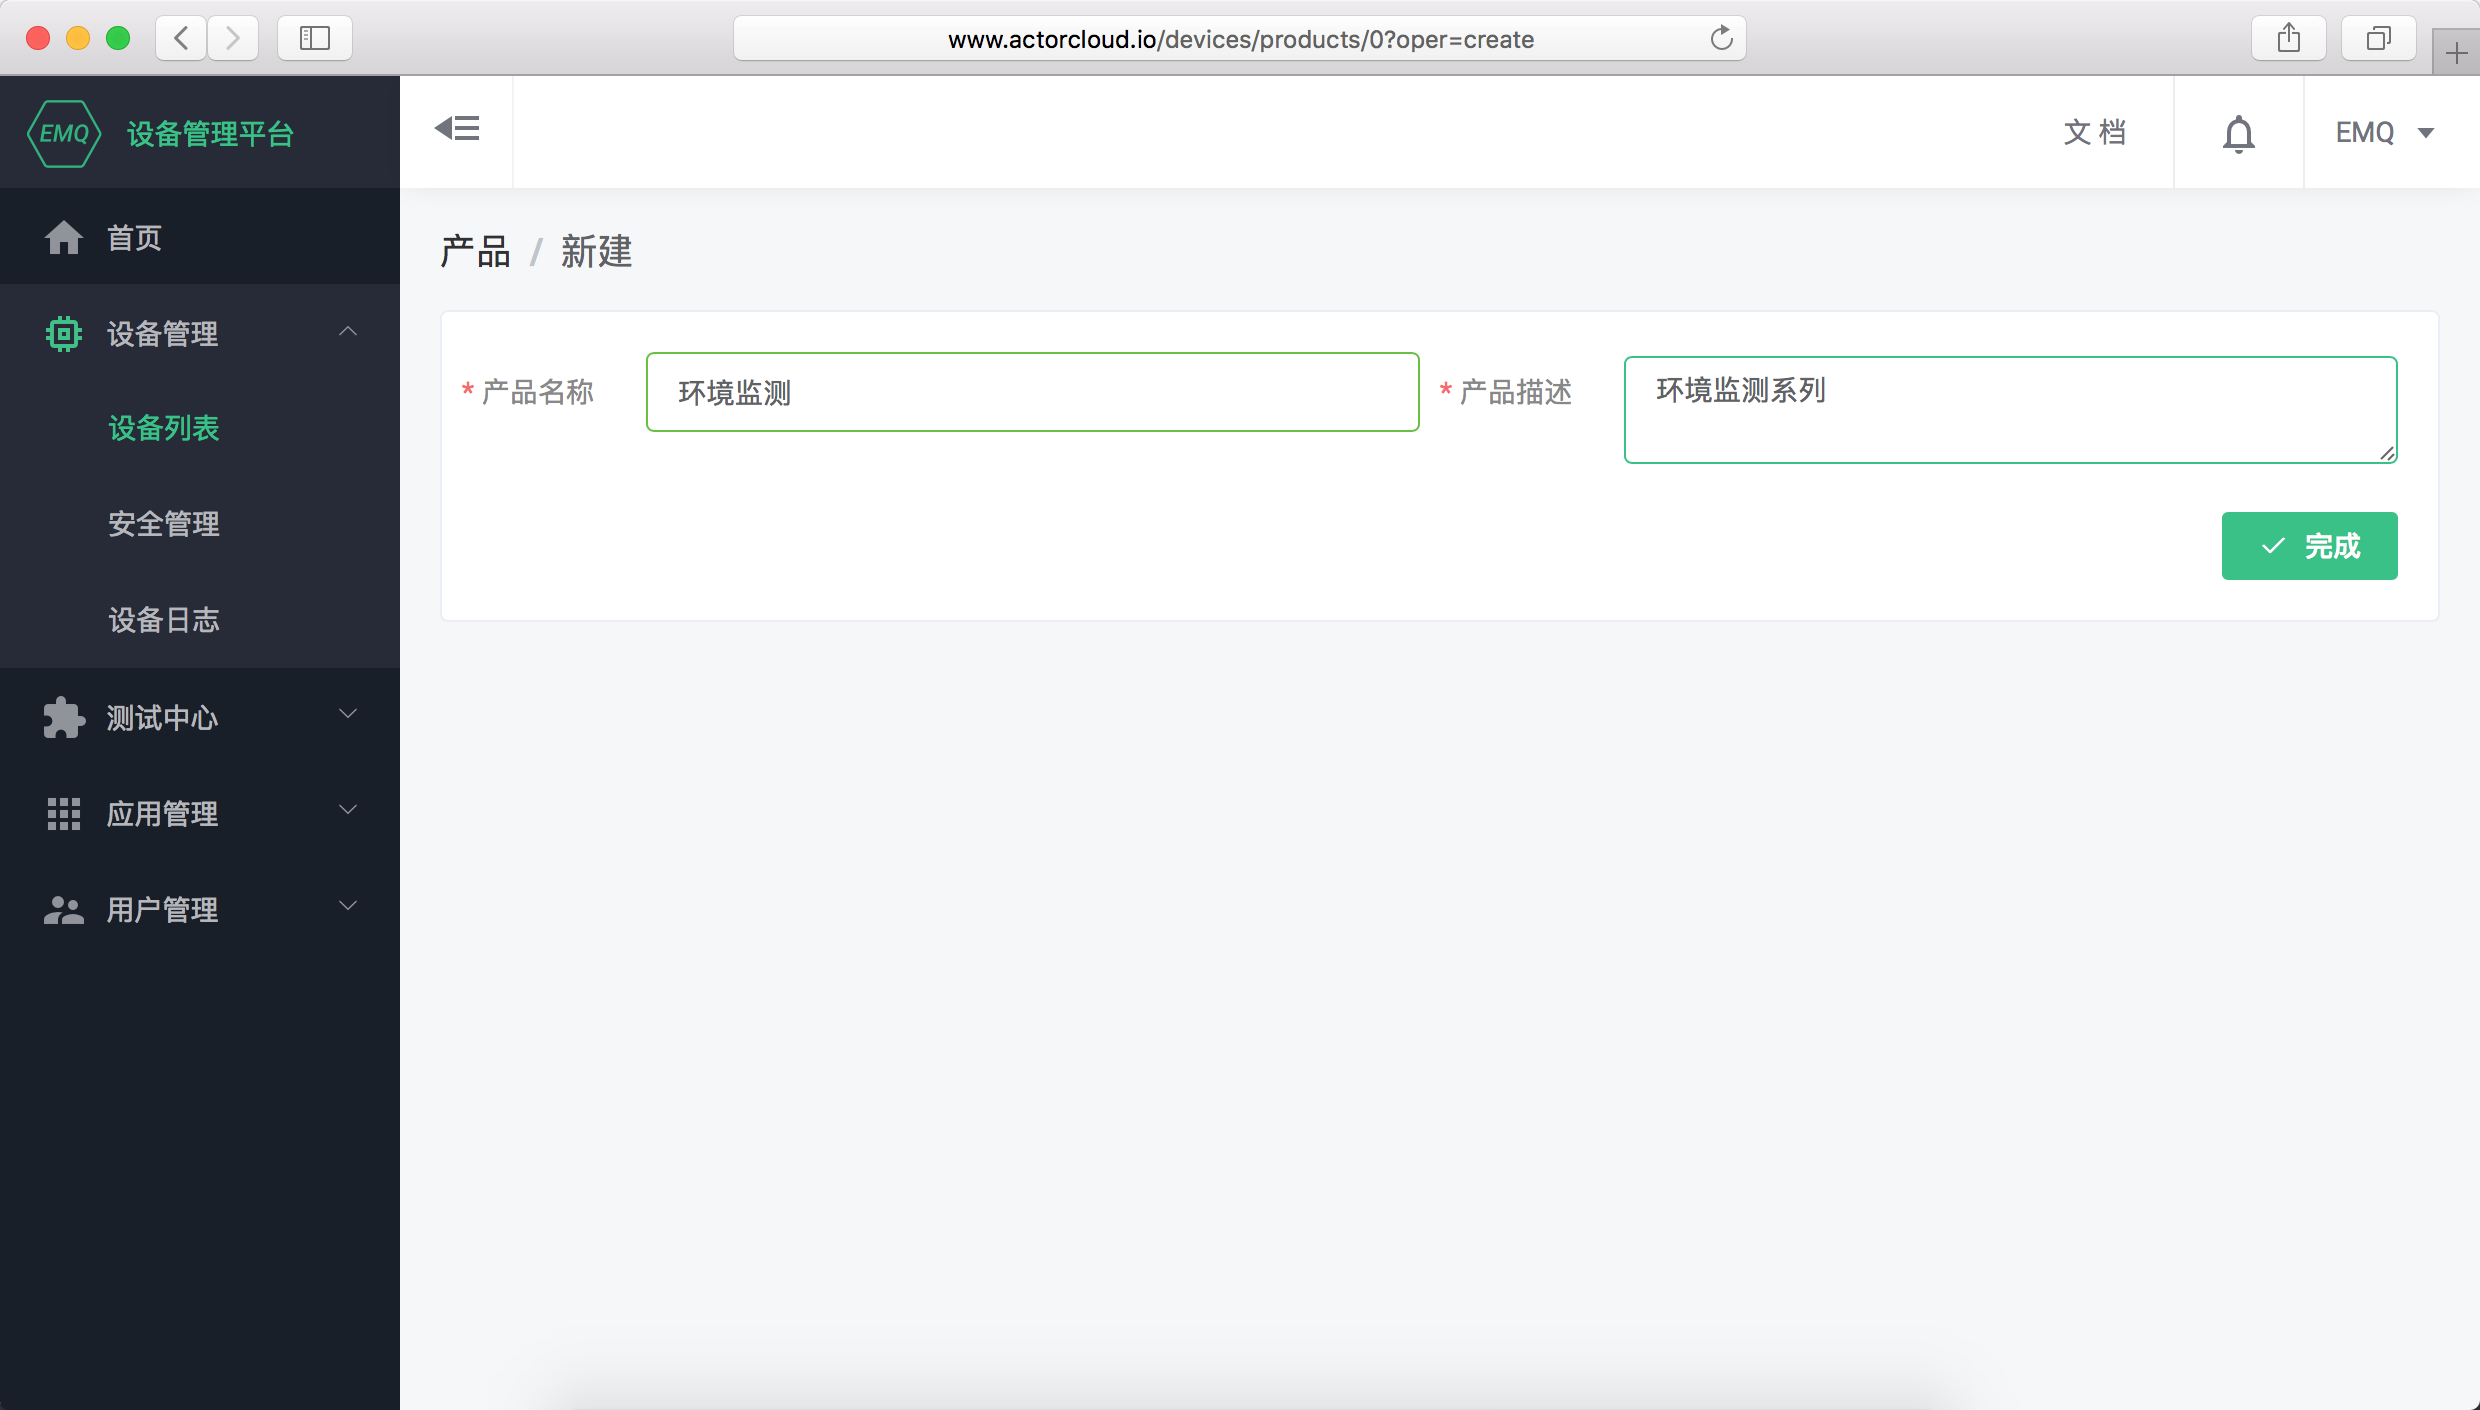 www.actorcloud.io/devices/products/0?oper=create
EMQ 设备管理平台
文档
EMQ
首页
设备管理
设备列表
安全管理
设备日志
测试中心
应用管理
用户管理
产品 / 新建
* 产品名称 环境监测
* 产品描述 环境监测系列
完成